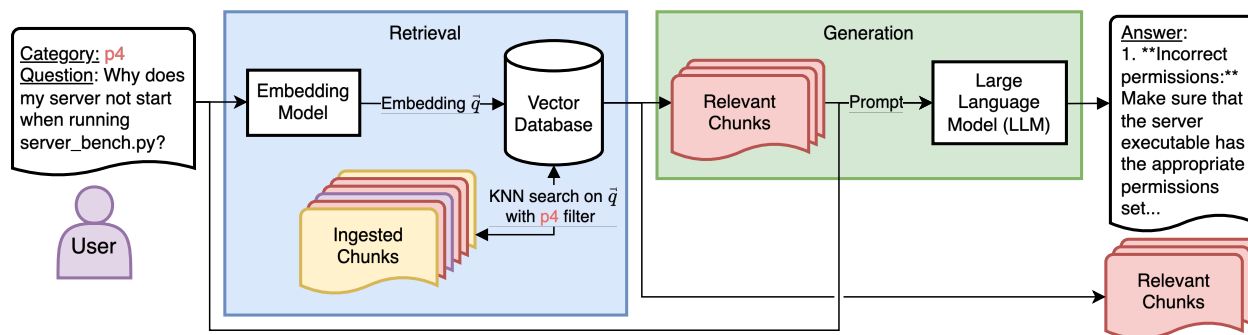 Category: p4
Question: Why does
my server not start
when running
server_bench.py?
User
Retrieval
Embedding
Model
Embedding q⃗
Vector
Database
KNN search on q⃗
with p4 filter
Ingested
Chunks
Generation
Relevant
Chunks
Prompt
Large
Language
Model (LLM)
Answer:
1. **Incorrect
permissions:**
Make sure that
the server
executable has
the appropriate
permissions
set...
Relevant
Chunks